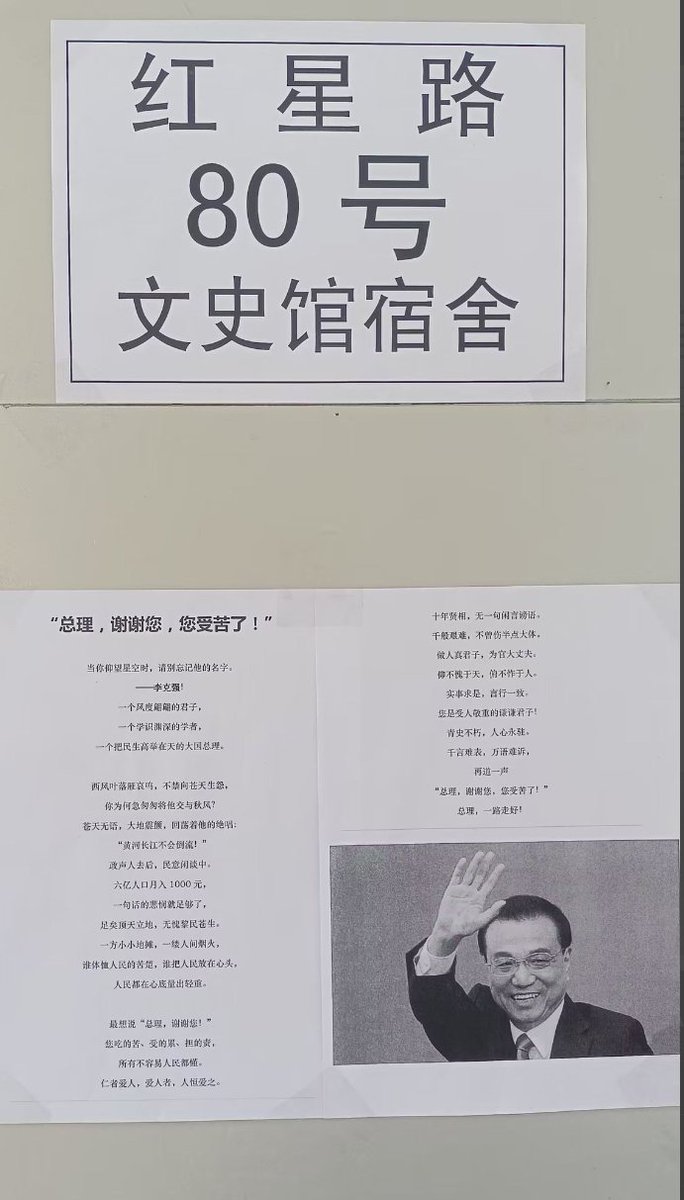 红星路
80号
文史馆宿舍
“总理，谢谢您，您受苦了！”
当你仰望星空时，请别忘记他的名字。
——李克强！
一个风度翩翩的君子，
一个学识渊深的学者，
一个把民生高举在天的大国总理。
西风叶落雁哀鸣，不禁向苍天生怨，
你为何急匆匆将他交与秋风？
苍天无语，大地震颤，回荡着他的绝唱：
“黄河长江不会倒流！”
政声人去后，民意闲谈中。
六亿人口月入1000元，
一句话的悲悯就足够了，
足矣顶天立地，无愧黎民苍生。
一方小小地摊，一缕人间烟火，
谁体恤人民的苦楚，谁把人民放在心头，
人民都在心底量出轻重。
最想说“总理，谢谢您！”
您吃的苦、受的累、担的责，
所有不容易人民都懂。
仁者爱人，爱人者，人恒爱之。
十年贤相，无一句闲言谤语。
千般艰难，不曾伤半点大体。
做人真君子，为官大丈夫。
仰不愧于天，俯不怍于人。
实事求是，言行一致。
您是受人敬重的谦谦君子！
青史不朽，人心永驻。
千言难表，万语难诉，
再道一声
“总理，谢谢您，您受苦了！”
总理，一路走好！